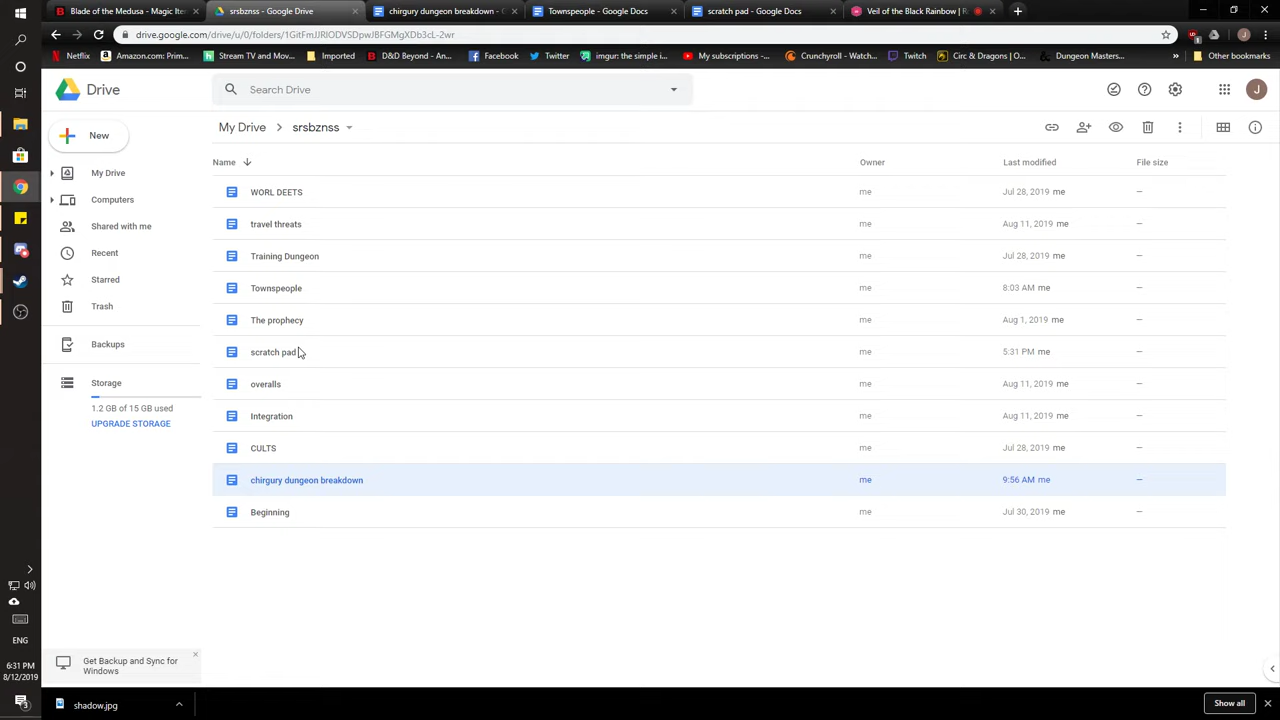 Blade of the Medusa - Magic Ite
srsbznss - Google Drive
chirgury dungeon breakdown - G
Townspeople - Google Docs
scratch pad - Google Docs
Veil of the Black Rainbow | R
drive.google.com/drive/u/0/folders/1GitFmJJRIODVSDpwJ8FGMgXDb3cL-2wr
Netflix
Amazon.com: Prim...
Stream TV and Mov...
Imported
D&D Beyond - An...
Facebook
Twitter
imgur: the simple i...
My subscriptions -...
Crunchyroll - Watch...
Twitch
Circ & Dragons | O...
Dungeon Masters...
Other bookmarks
Drive
Search Drive
J
New
My Drive
srsbznss
Name
Owner
Last modified
File size
My Drive
Computers
Shared with me
Recent
Starred
Trash
Backups
Storage
1.2 GB of 15 GB used
UPGRADE STORAGE
WORL DEETS me Jul 28, 2019 me –
travel threats me Aug 11, 2019 me –
Training Dungeon me Jul 28, 2019 me –
Townspeople me 8:03 AM me –
The prophecy me Aug 1, 2019 me –
scratch pad me 5:31 PM me –
overalls me Aug 11, 2019 me –
Integration me Aug 11, 2019 me –
CULTS me Jul 28, 2019 me –
chirgury dungeon breakdown me 9:56 AM me –
Beginning me Jul 30, 2019 me –
Get Backup and Sync for
Windows
ENG
6:31 PM
8/12/2019
3
shadow.jpg
Show all